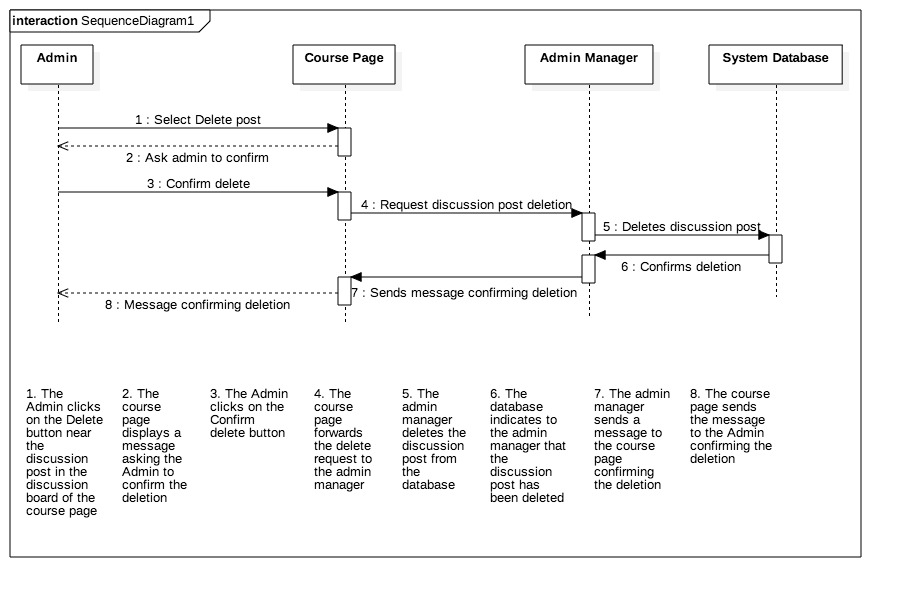 interaction SequenceDiagram1
Admin
Course Page
Admin Manager
System Database
1 : Select Delete post
2 : Ask admin to confirm
3 : Confirm delete
4 : Request discussion post deletion
5 : Deletes discussion post
6 : Confirms deletion
7 : Sends message confirming deletion
8 : Message confirming deletion
1. The
Admin clicks
on the Delete
button near
the
discussion
post in the
discussion
board of the
course page
2. The
course
page
displays a
message
asking the
Admin to
confirm the
deletion
3. The Admin
clicks on the
Confirm
delete button
4. The
course
page
forwards
the delete
request to
the admin
manager
5. The
admin
manager
deletes the
discussion
post from
the
database
6. The
database
indicates to
the admin
manager that
the
discussion
post has
been deleted
7. The admin
manager
sends a
message to
the course
page
confirming
the deletion
8. The course
page sends
the message
to the Admin
confirming the
deletion